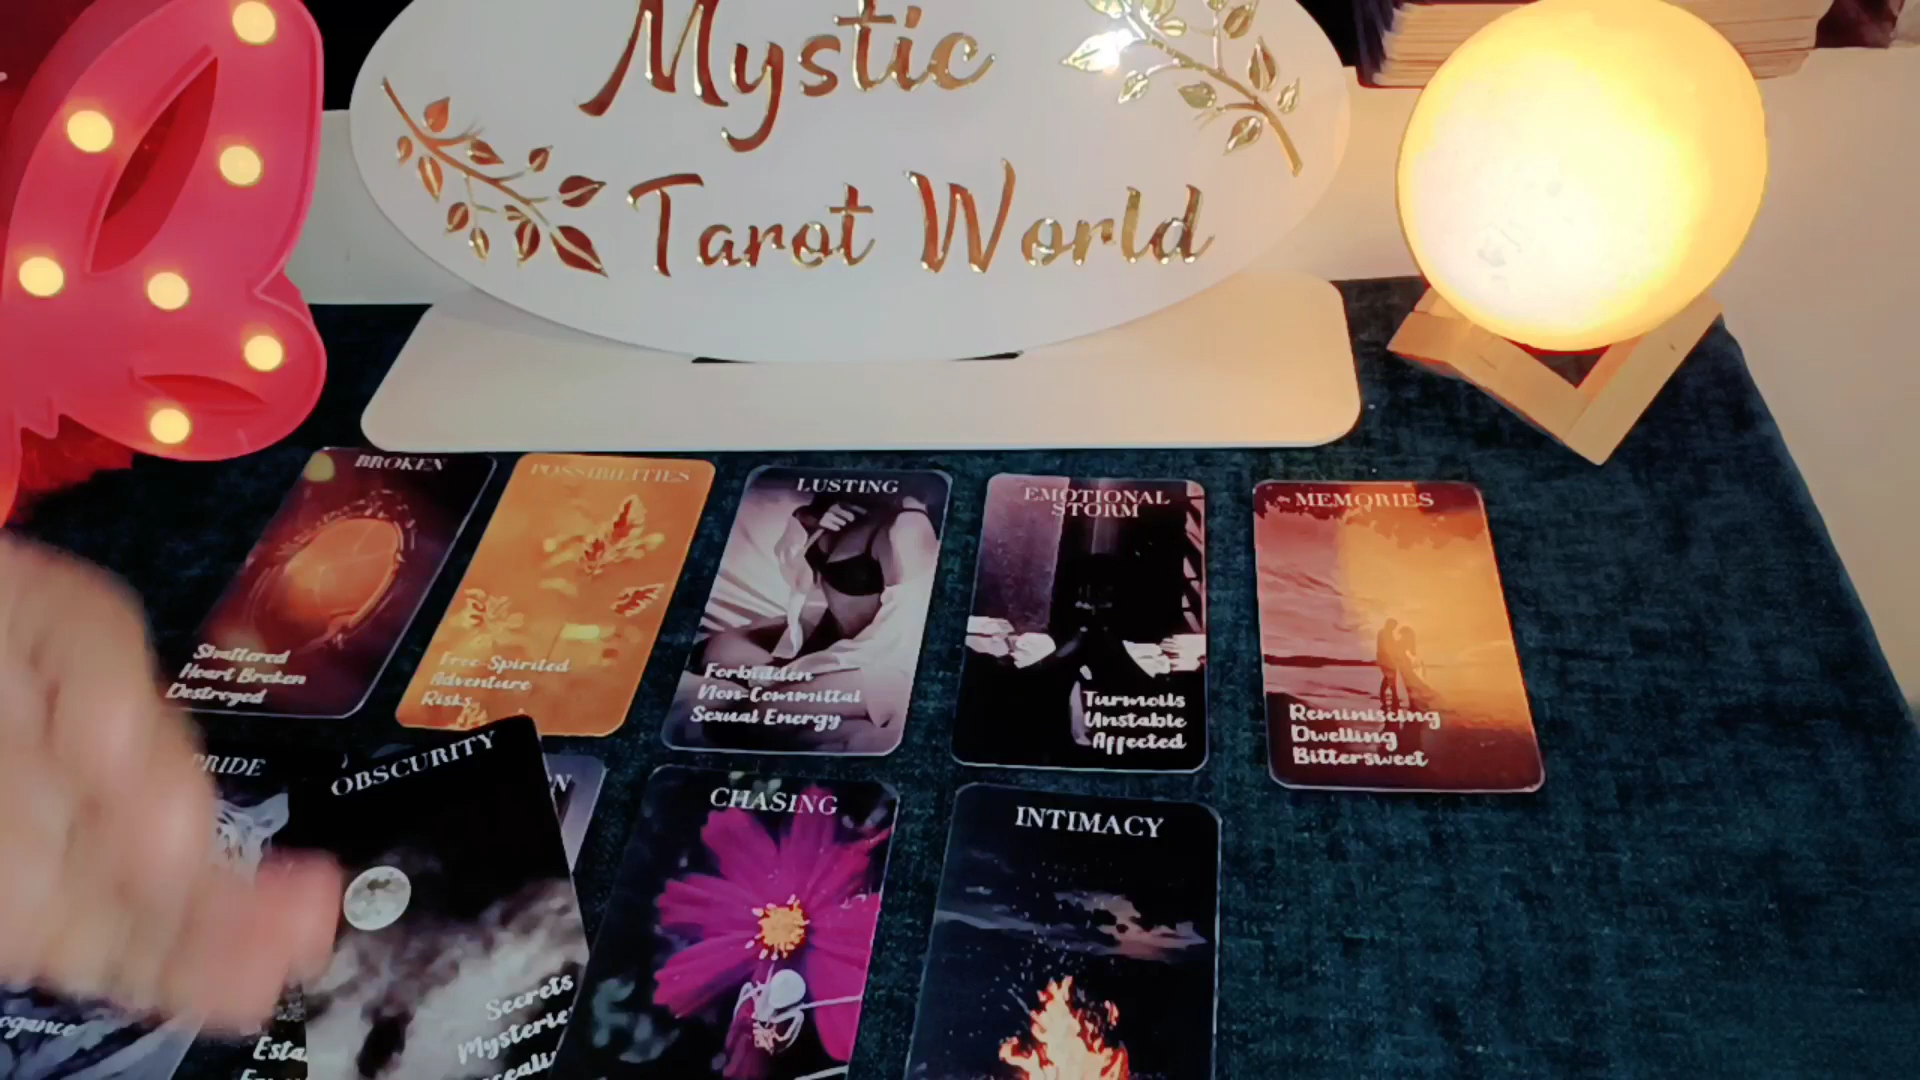 Mystic
Tarot World
BROKEN
Shattered
Heart Broken
Destroyed
POSSIBILITIES
Free-Spirited
Adventure
Risks
LUSTING
Forbidden
Non-Committal
Sexual Energy
EMOTIONAL
STORM
Turmoils
Unstable
Affected
MEMORIES
Reminiscing
Dwelling
Bittersweet
PRIDE
OBSCURITY
Secrets
CHASING
INTIMACY